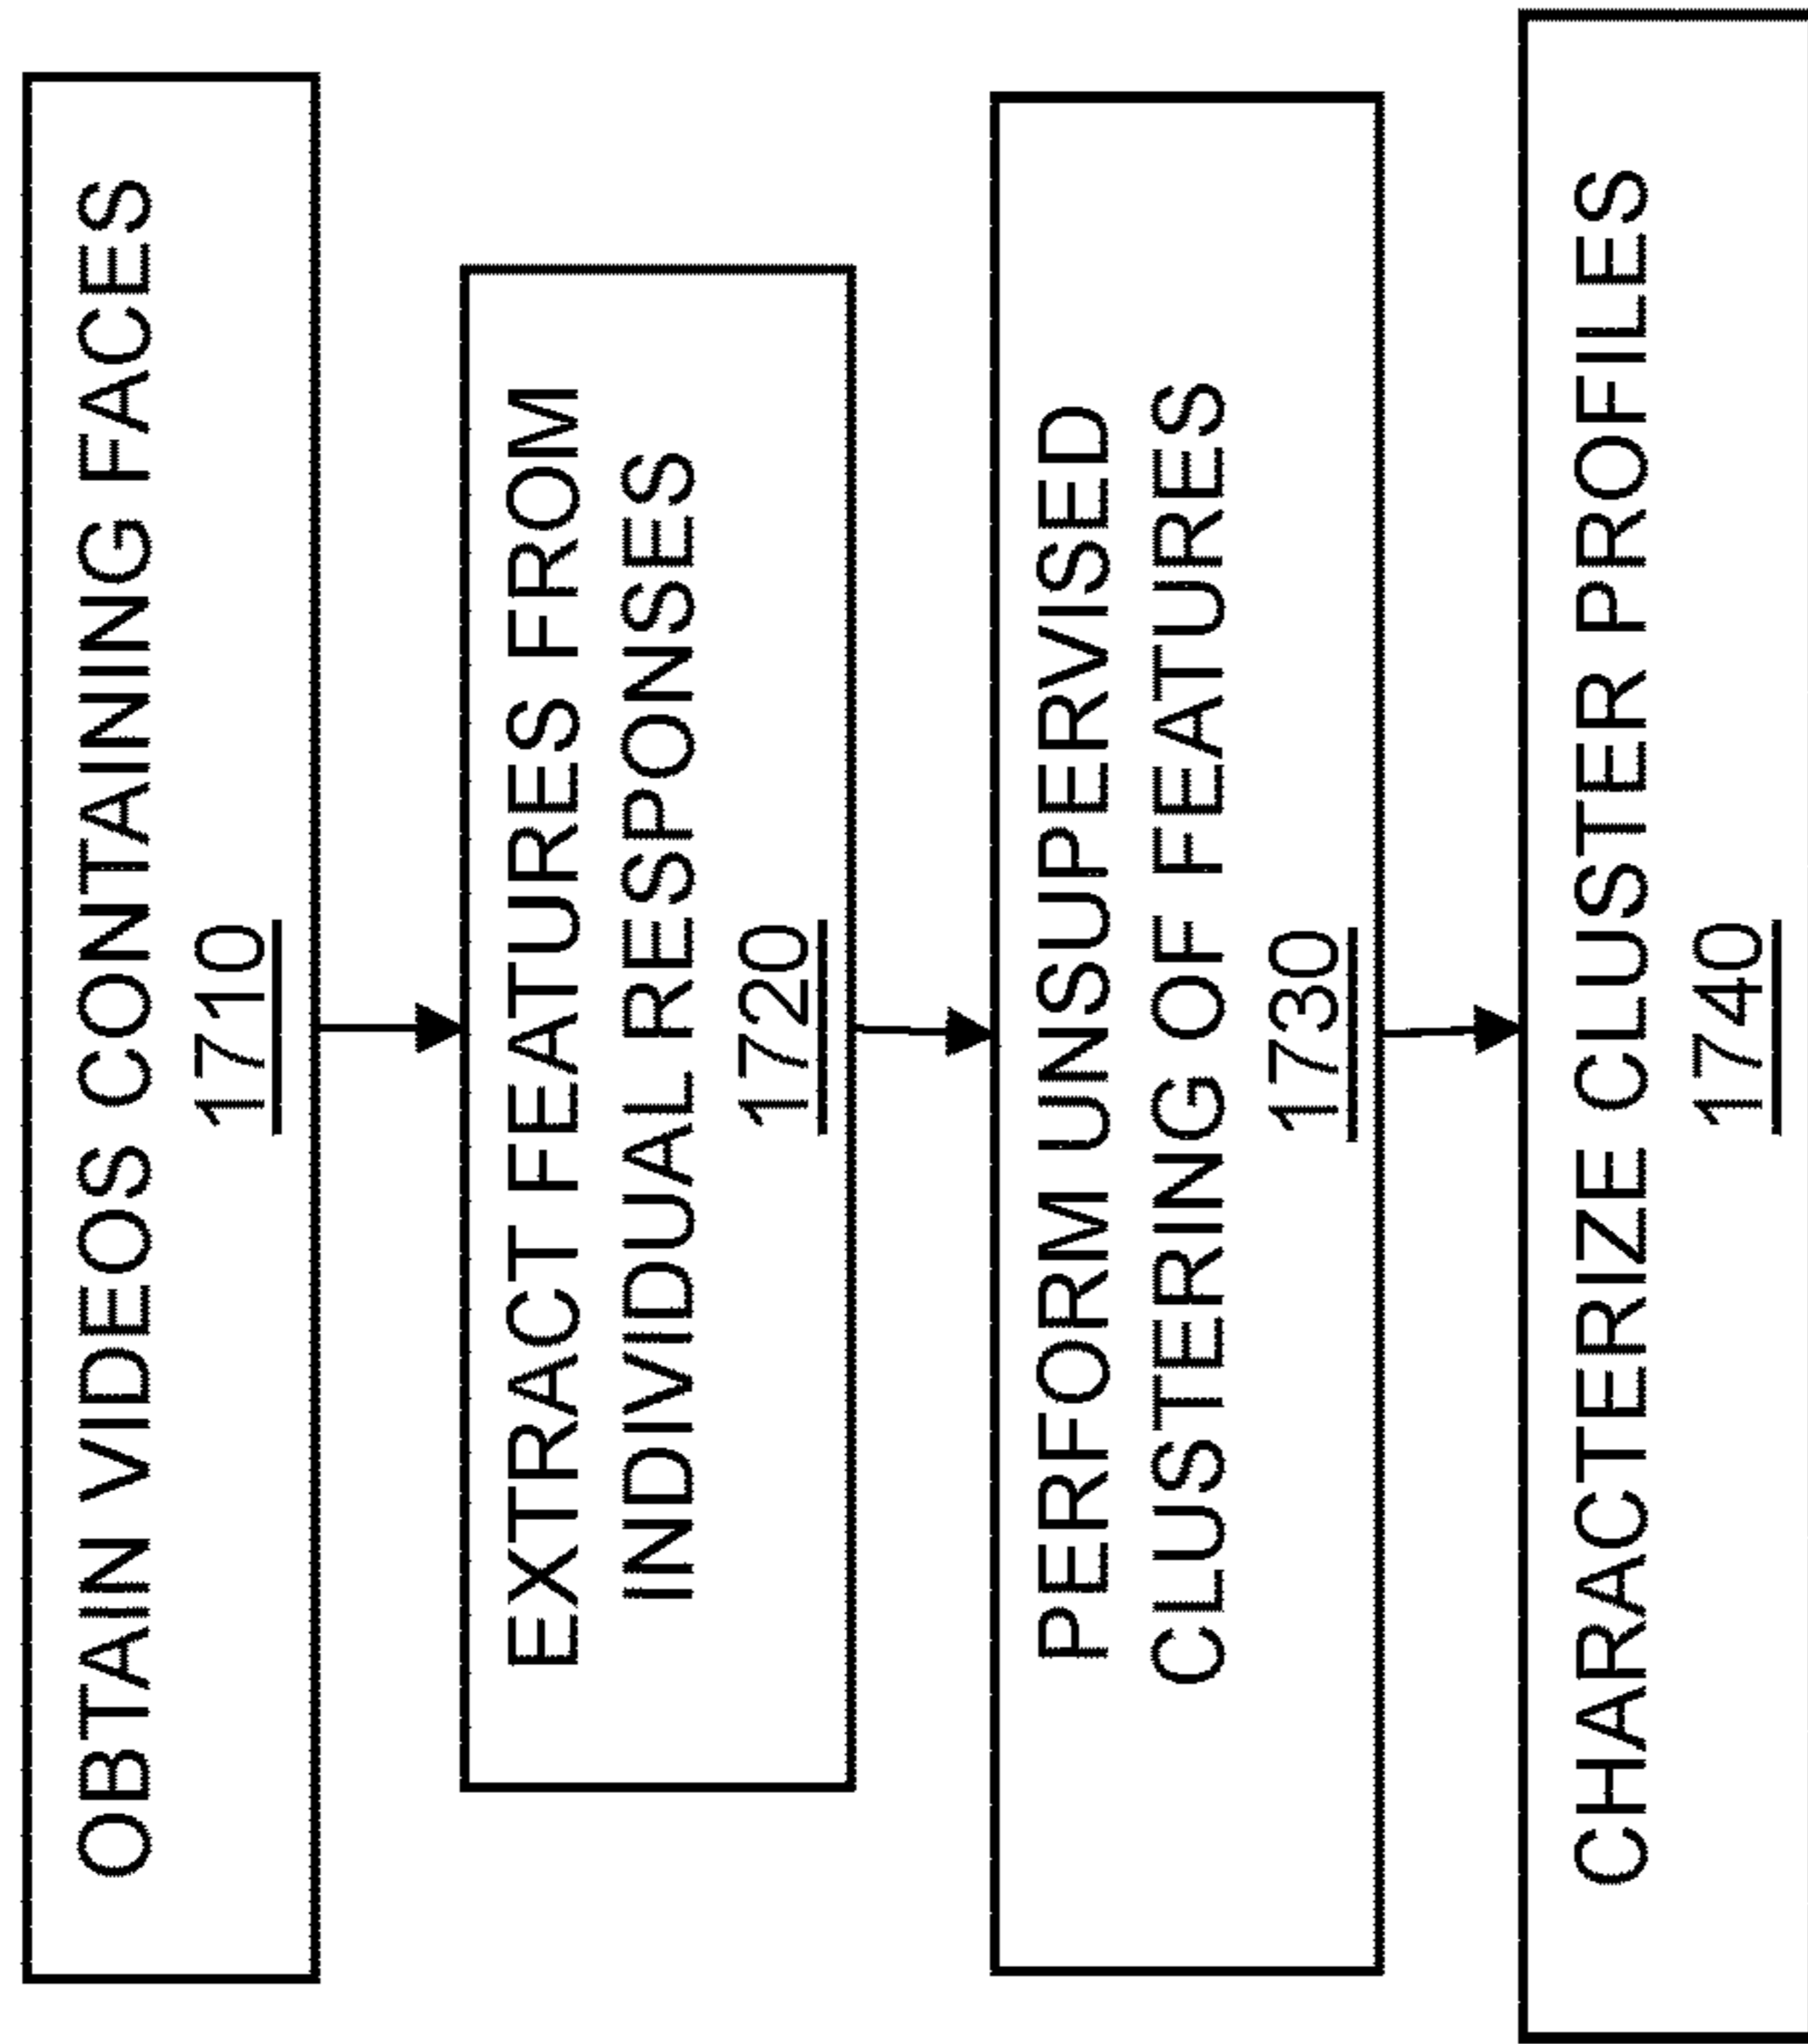 OBTAIN VIDEOS CONTAINING FACES
1710
EXTRACT FEATURES FROM
INDIVIDUAL RESPONSES
1720
PERFORM UNSUPERVISED
CLUSTERING OF FEATURES
1730
CHARACTERIZE CLUSTER PROFILES
1740